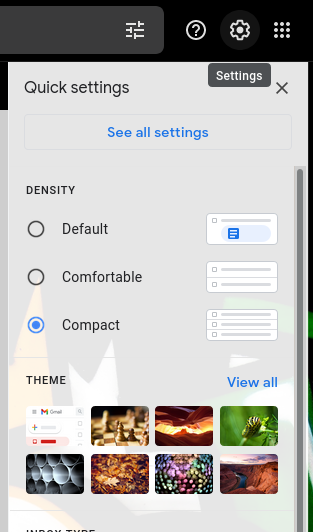 Settings
Quick settings
See all settings
DENSITY
Default
Comfortable
Compact
THEME
View all
Gmail
INBOX TYPE